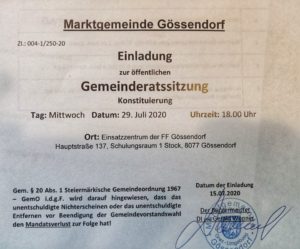 Marktgemeinde Gössendorf
Zl.: 004-1/250-20
Einladung
zur öffentlichen
Gemeinderatssitzung
Konstituierung
Tag: Mittwoch Datum: 29. Juli 2020 Uhrzeit: 18.00 Uhr
Ort: Einsatzzentrum der FF Gössendorf
Hauptstraße 137, Schulungsraum 1 Stock, 8077 Gössendorf
Gem. § 20 Abs. 1 Steiermärkische Gemeindeordnung 1967
– GemO i.d.g.F. wird darauf hingewiesen, dass das
unentschuldigte Nichterscheinen oder das unentschuldigte
Entfernen vor Beendigung der Gemeindevorstandswahl
den Mandatsverlust zur Folge hat!
Datum der Einladung
15.07.2020
Der Bürgermeister